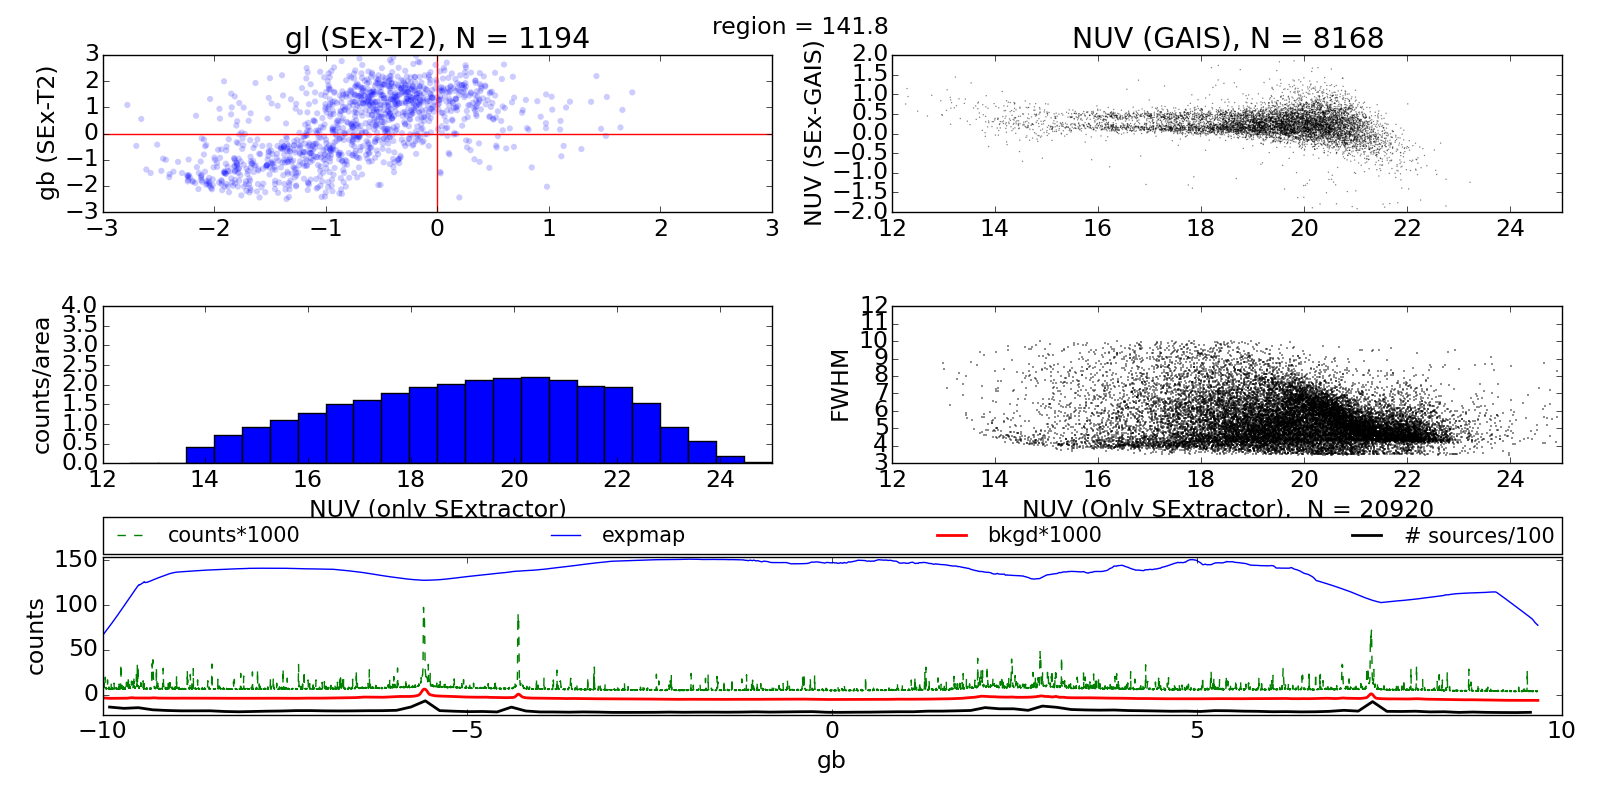 region = 141.8
gl (SEx-T2), N = 1194
gb (SEx-T2)
3
2
1
0
−1
−2
−3
−3 −2 −1 0 1 2 3
NUV (GAIS), N = 8168
NUV (SEx-GAIS)
2.0
1.5
1.0
0.5
0.0
−0.5
−1.0
−1.5
−2.0
12 14 16 18 20 22 24
counts/area
4.0
3.5
3.0
2.5
2.0
1.5
1.0
0.5
0.0
12 14 16 18 20 22 24
NUV (only SExtractor)
FWHM
12
11
10
9
8
7
6
5
4
3
12 14 16 18 20 22 24
NUV (Only SExtractor), N = 20920
counts*1000 expmap bkgd*1000 # sources/100
counts
150
100
50
0
−10 −5 0 5 10
gb